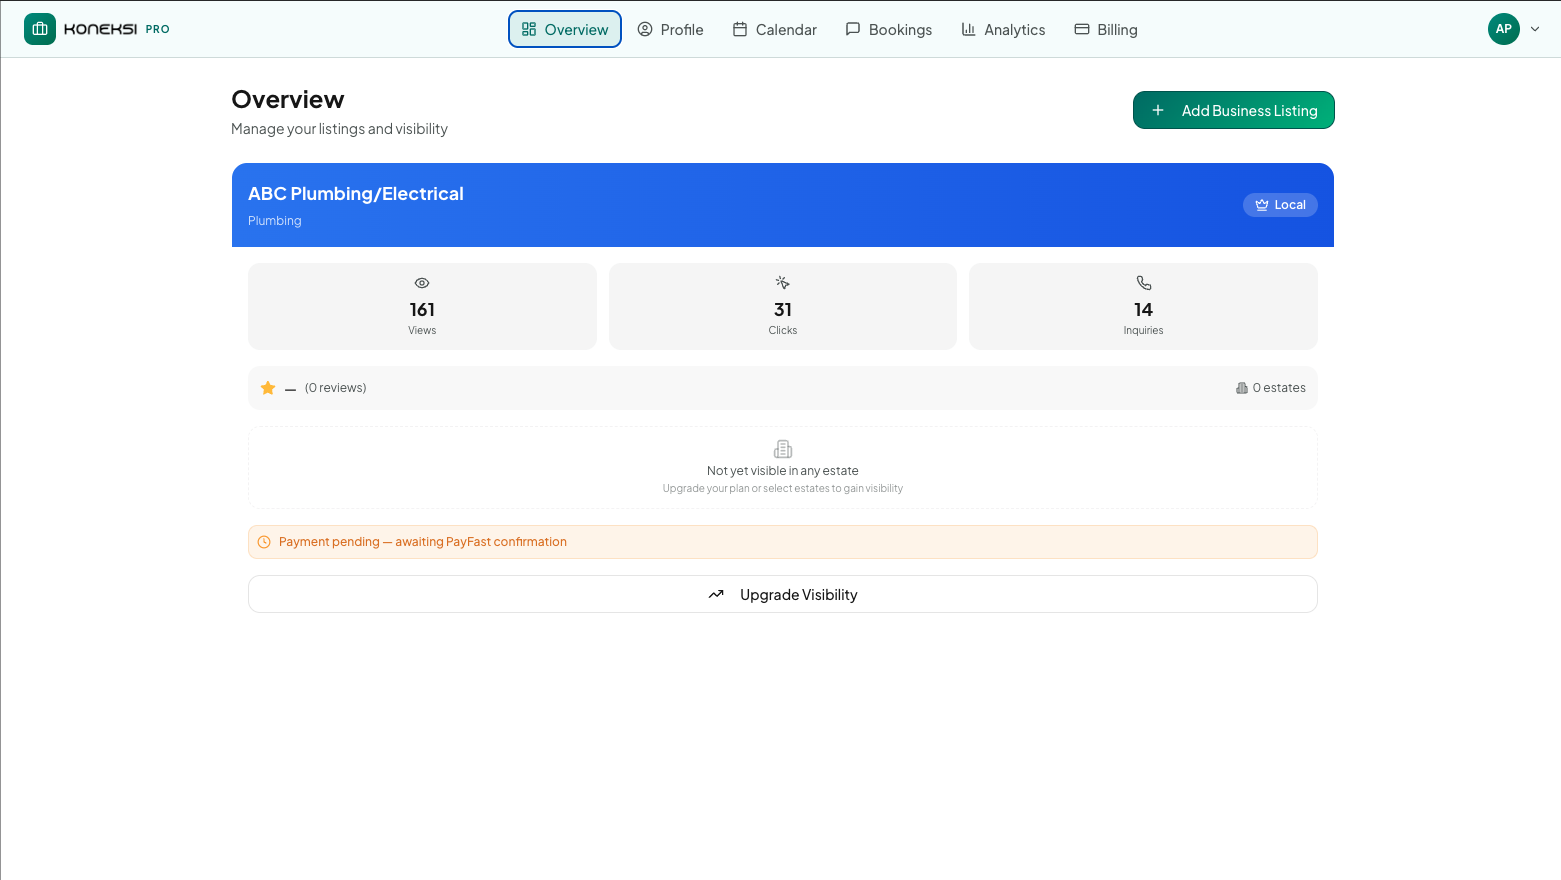 KONEKSI PRO
Overview
Profile
Calendar
Bookings
Analytics
Billing
AP
Overview
Manage your listings and visibility
Add Business Listing
ABC Plumbing/Electrical
Plumbing
Local
161
Views
31
Clicks
14
Inquiries
— (0 reviews)
0 estates
Not yet visible in any estate
Upgrade your plan or select estates to gain visibility
Payment pending — awaiting PayFast confirmation
Upgrade Visibility